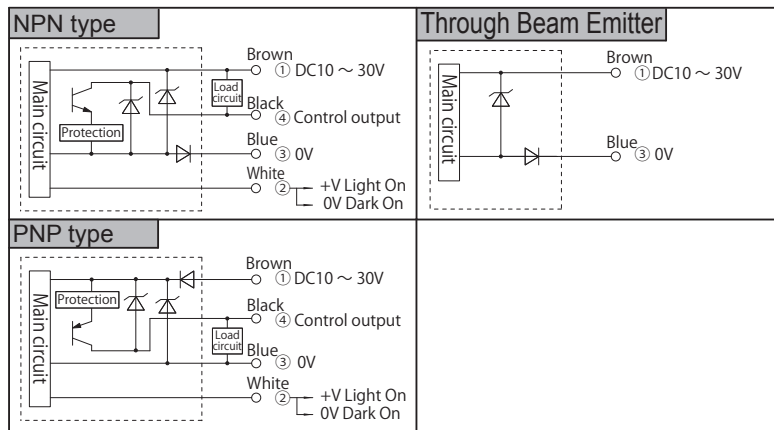 NPN type
Main circuit
Protection
Load
circuit
Brown
① DC10 ～ 30V
Black
④ Control output
Blue
③ 0V
White
② +V Light On
0V Dark On
Through Beam Emitter
Main circuit
Brown
① DC10 ～ 30V
Blue
③ 0V
PNP type
Main circuit
Protection
Load
circuit
Brown
① DC10 ～ 30V
Black
④ Control output
Blue
③ 0V
White
② +V Light On
0V Dark On